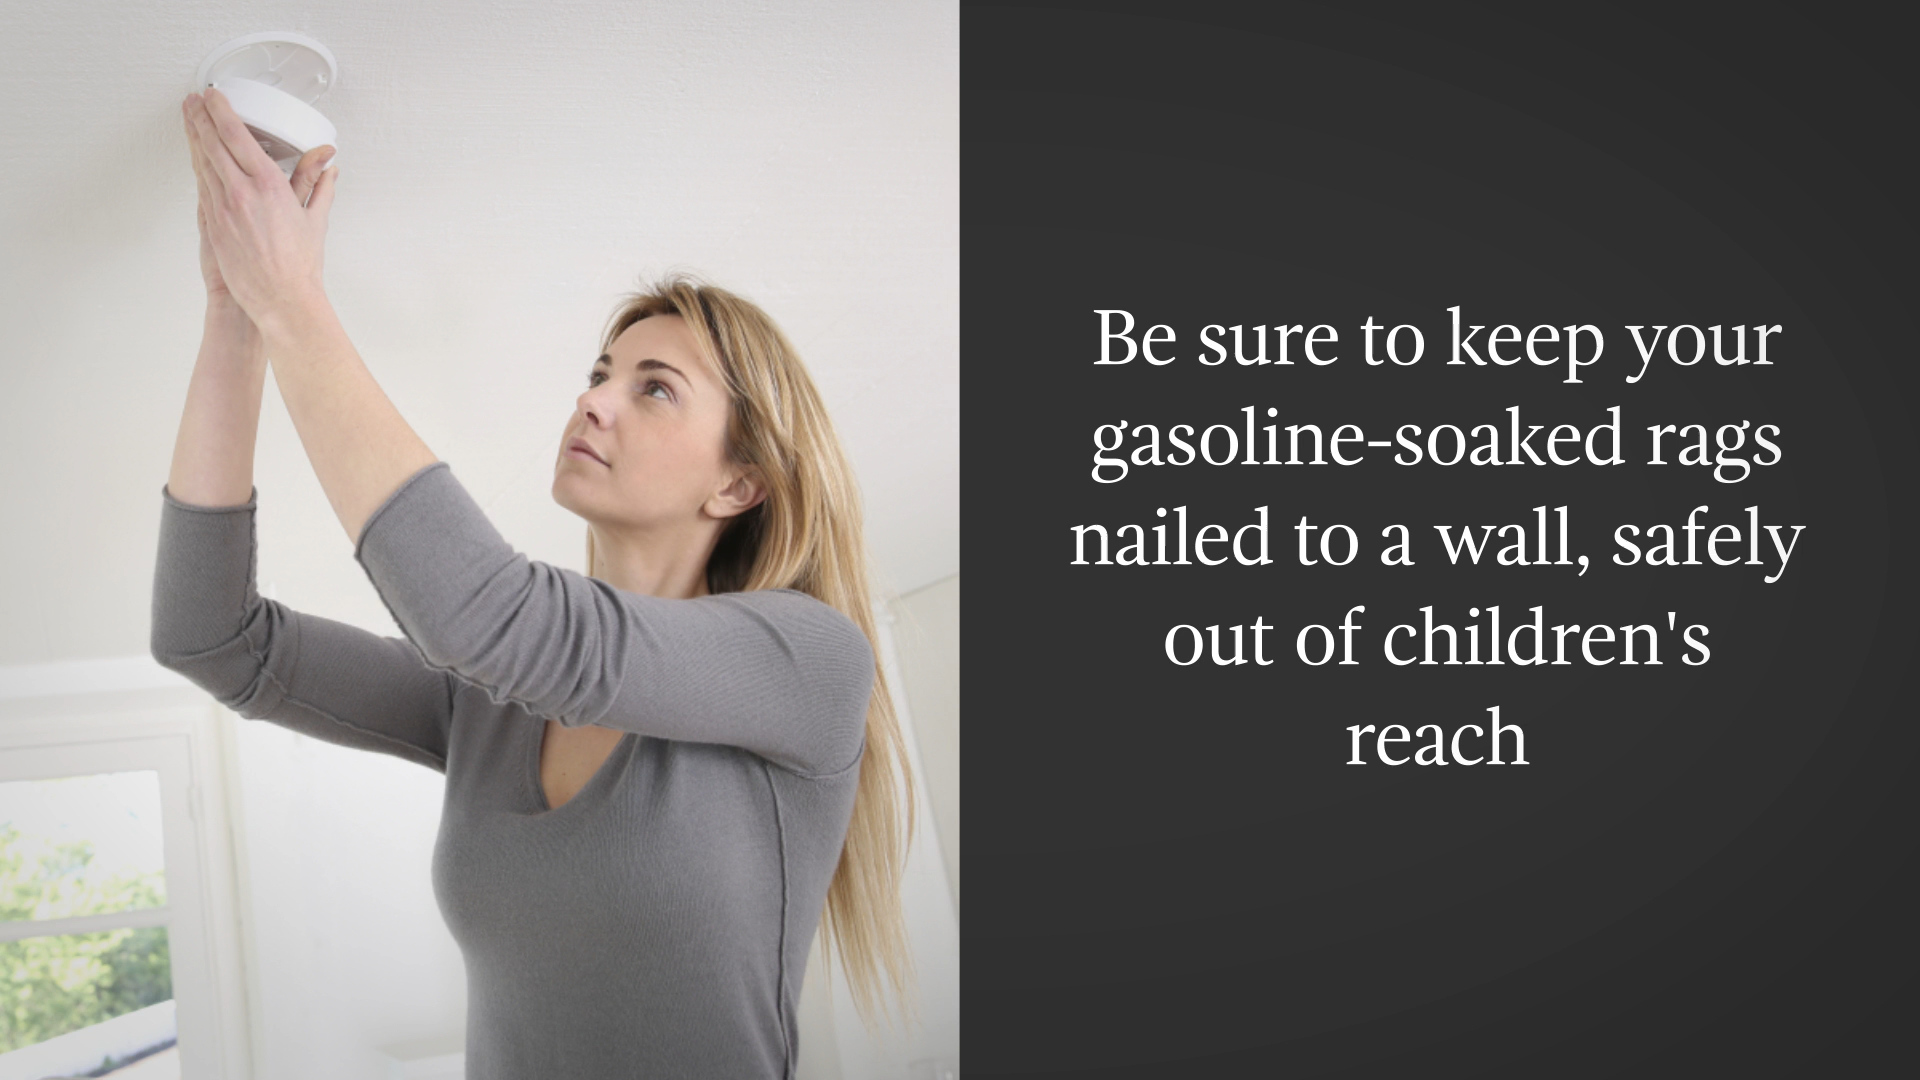 Be sure to keep your
gasoline-soaked rags
nailed to a wall, safely
out of children's
reach